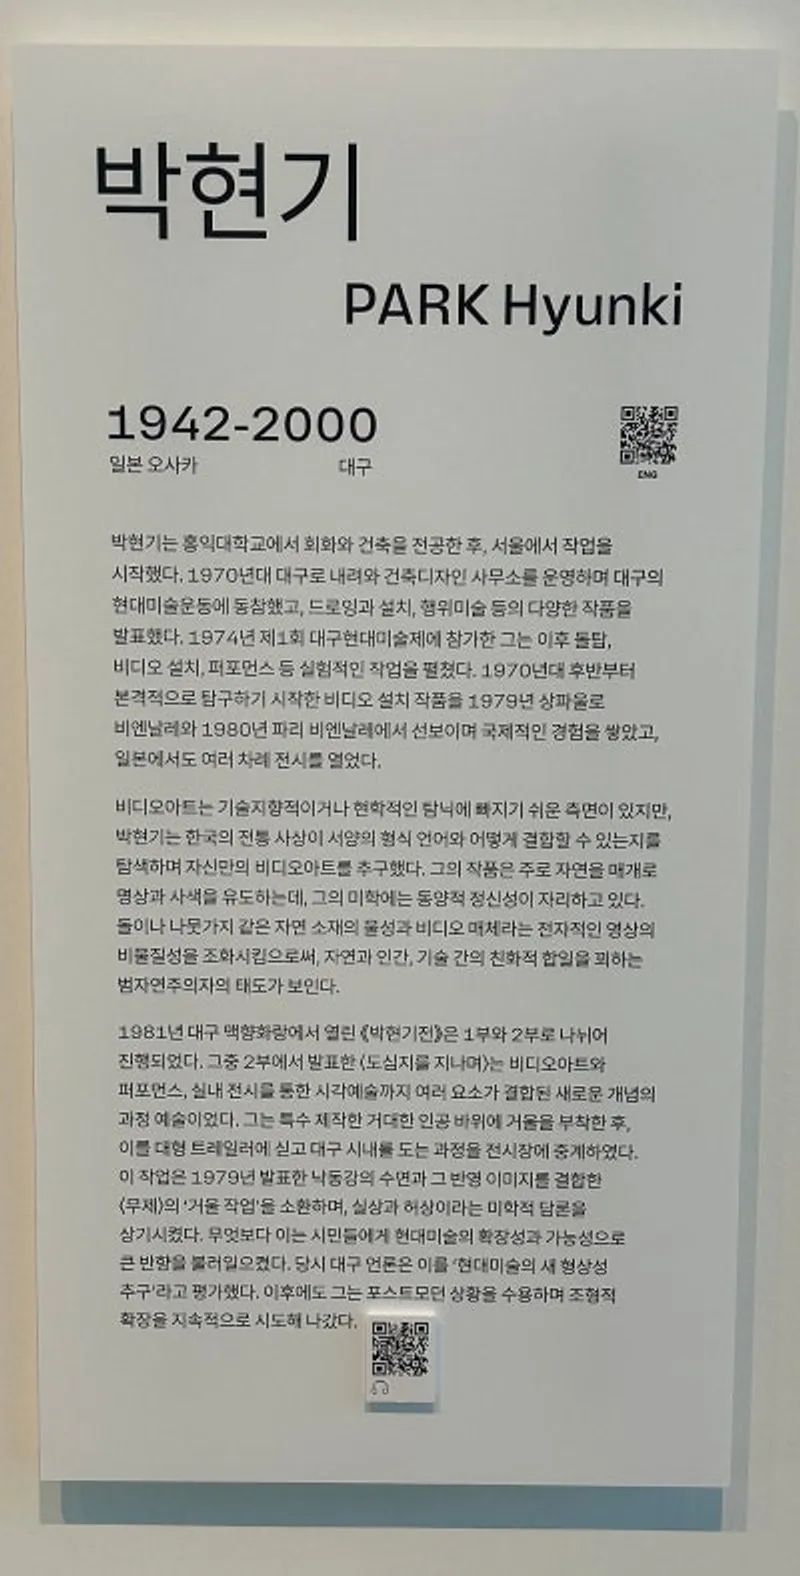 박현기
PARK Hyunki
1942-2000
일본 오사카 대구
ENG
박현기는 홍익대학교에서 회화와 건축을 전공한 후, 서울에서 작업을
시작했다. 1970년대 대구로 내려와 건축디자인 사무소를 운영하며 대구의
현대미술운동에 동참했고, 드로잉과 설치, 행위미술 등의 다양한 작품을
발표했다. 1974년 제1회 대구현대미술제에 참가한 그는 이후 돌탑,
비디오 설치, 퍼포먼스 등 실험적인 작업을 펼쳤다. 1970년대 후반부터
본격적으로 탐구하기 시작한 비디오 설치 작품을 1979년 상파울로
비엔날레와 1980년 파리 비엔날레에서 선보이며 국제적인 경험을 쌓았고,
일본에서도 여러 차례 전시를 열었다.
비디오아트는 기술지향적이거나 현학적인 탐닉에 빠지기 쉬운 측면이 있지만,
박현기는 한국의 전통 사상이 서양의 형식 언어와 어떻게 결합할 수 있는지를
탐색하며 자신만의 비디오아트를 추구했다. 그의 작품은 주로 자연을 매개로
명상과 사색을 유도하는데, 그의 미학에는 동양적 정신성이 자리하고 있다.
돌이나 나뭇가지 같은 자연 소재의 물성과 비디오 매체라는 전자적인 영상의
비물질성을 조화시킴으로써, 자연과 인간, 기술 간의 친화적 합일을 꾀하는
범자연주의자의 태도가 보인다.
1981년 대구 맥향화랑에서 열린 《박현기전》은 1부와 2부로 나뉘어
진행되었다. 그중 2부에서 발표한 〈도심지를 지나며〉는 비디오아트와
퍼포먼스, 실내 전시를 통한 시각예술까지 여러 요소가 결합된 새로운 개념의
과정 예술이었다. 그는 특수 제작한 거대한 인공 바위에 거울을 부착한 후,
이를 대형 트레일러에 싣고 대구 시내를 도는 과정을 전시장에 중계하였다.
이 작업은 1979년 발표한 낙동강의 수면과 그 반영 이미지를 결합한
〈무제〉의 '거울 작업'을 소환하며, 실상과 허상이라는 미학적 담론을
상기시켰다. 무엇보다 이는 시민들에게 현대미술의 확장성과 가능성으로
큰 반향을 불러일으켰다. 당시 대구 언론은 이를 '현대미술의 새 형상성
추구'라고 평가했다. 이후에도 그는 포스트모던 상황을 수용하며 조형적
확장을 지속적으로 시도해 나갔다.